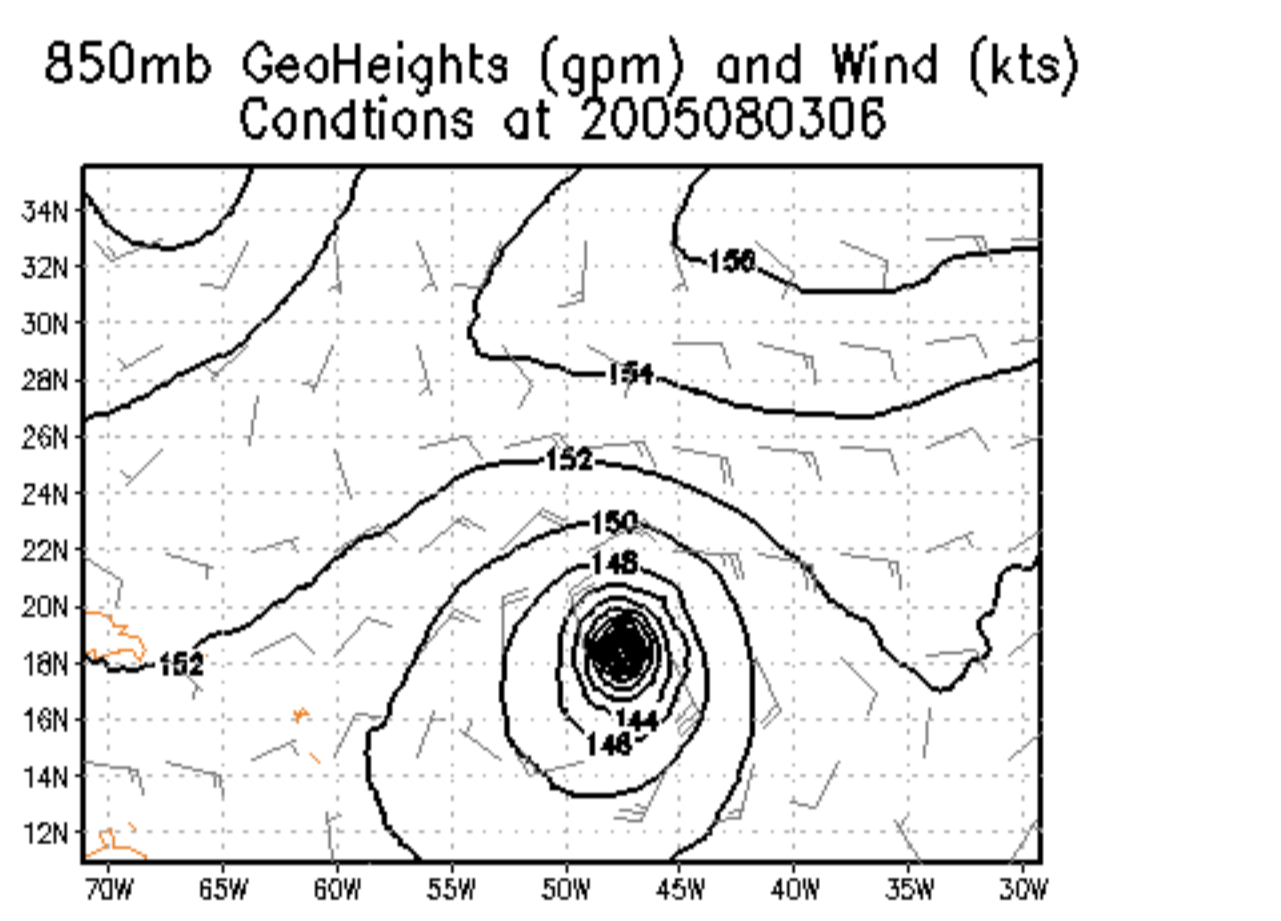 850mb GeoHeights (gpm) and Wind (kts)
Condtions at 2005080306
34N
32N
30N
28N
26N
24N
22N
20N
18N
16N
14N
12N
156
154
152
150
148
152
144
146
70W 65W 60W 55W 50W 45W 40W 35W 30W